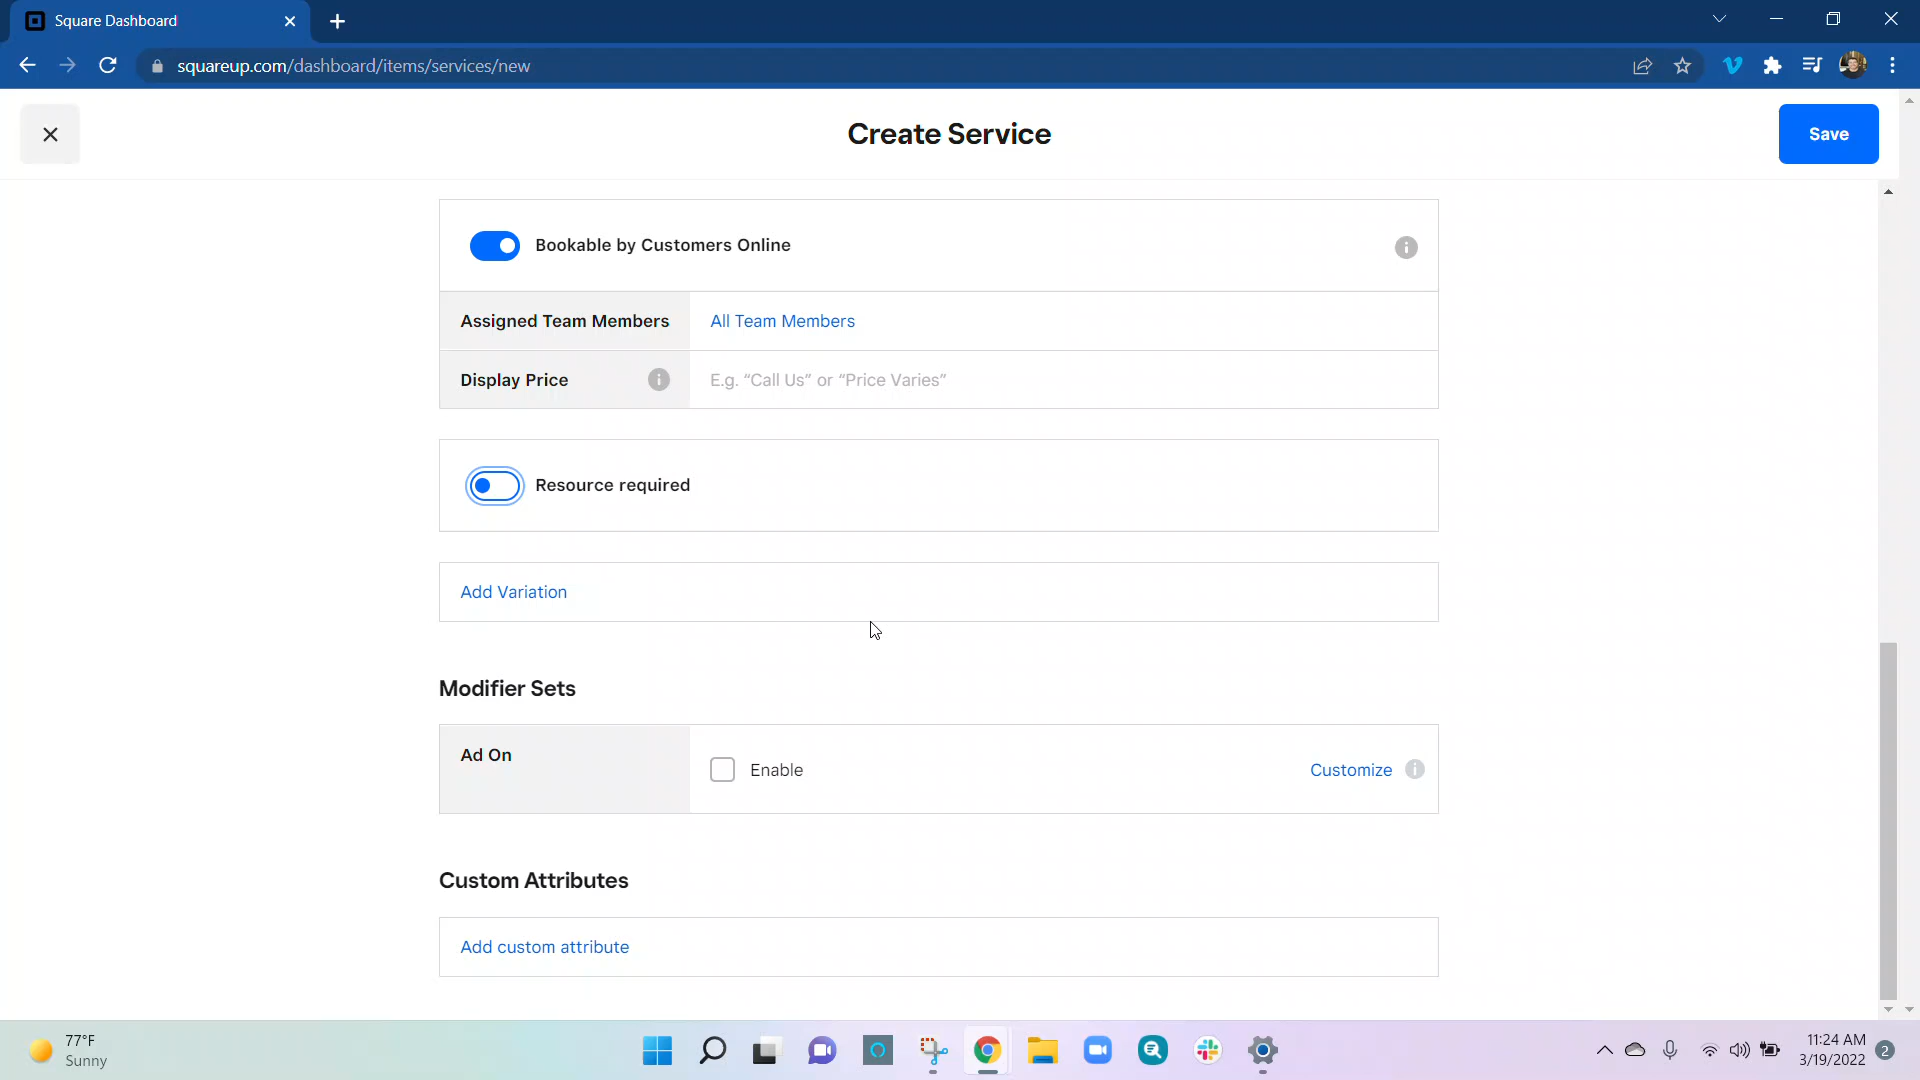 Square Dashboard
squareup.com/dashboard/items/services/new
Create Service
Save
Bookable by Customers Online
Assigned Team Members
All Team Members
Display Price
E.g. “Call Us” or “Price Varies”
Resource required
Add Variation
Modifier Sets
Ad On
Enable
Customize
Custom Attributes
Add custom attribute
77°F
Sunny
11:24 AM
3/19/2022
2